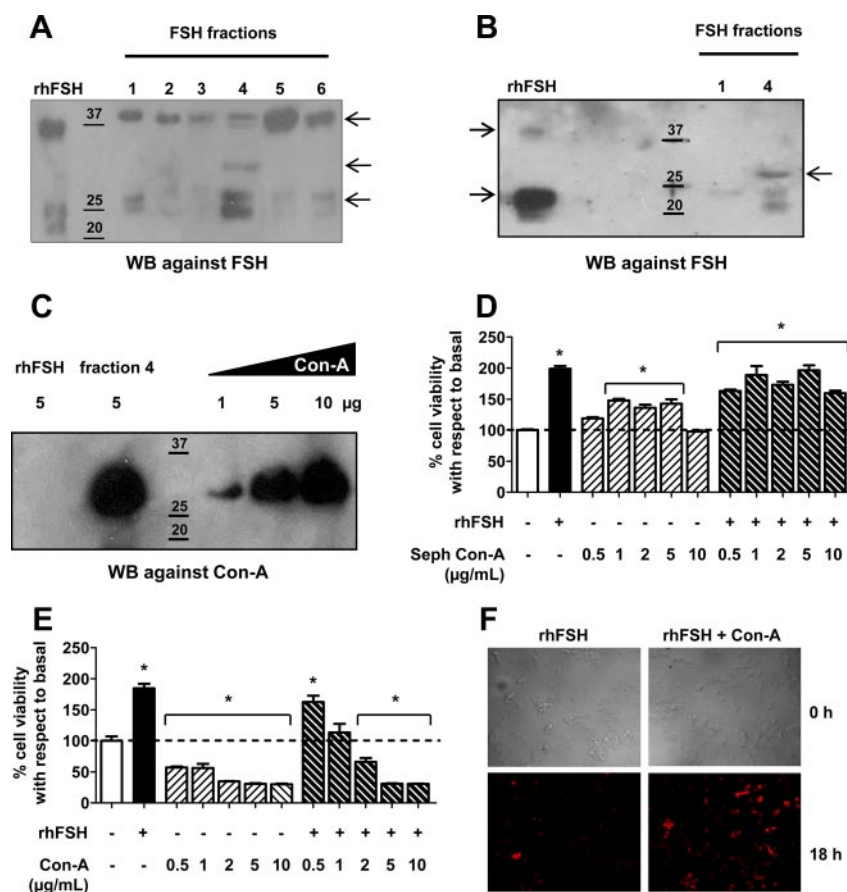 A
FSH fractions
rhFSH 1 2 3 4 5 6
37
25
20
WB against FSH
B
FSH fractions
rhFSH 1 4
37
25
20
WB against FSH
C
Con-A
rhFSH fraction 4
5 5 1 5 10 µg
37
25
20
WB against Con-A
D
% cell viability
with respect to basal
250
200
150
100
50
0
* * *
rhFSH - + - - - - - + + + + +
Seph Con-A - - 0.5 1 2 5 10 0.5 1 2 5 10
(µg/mL)
E
% cell viability
with respect to basal
250
200
150
100
50
0
* * * *
rhFSH - + - - - - - + + + + +
Con-A - - 0.5 1 2 5 10 0.5 1 2 5 10
(µg/mL)
F
rhFSH rhFSH + Con-A
0 h
18 h